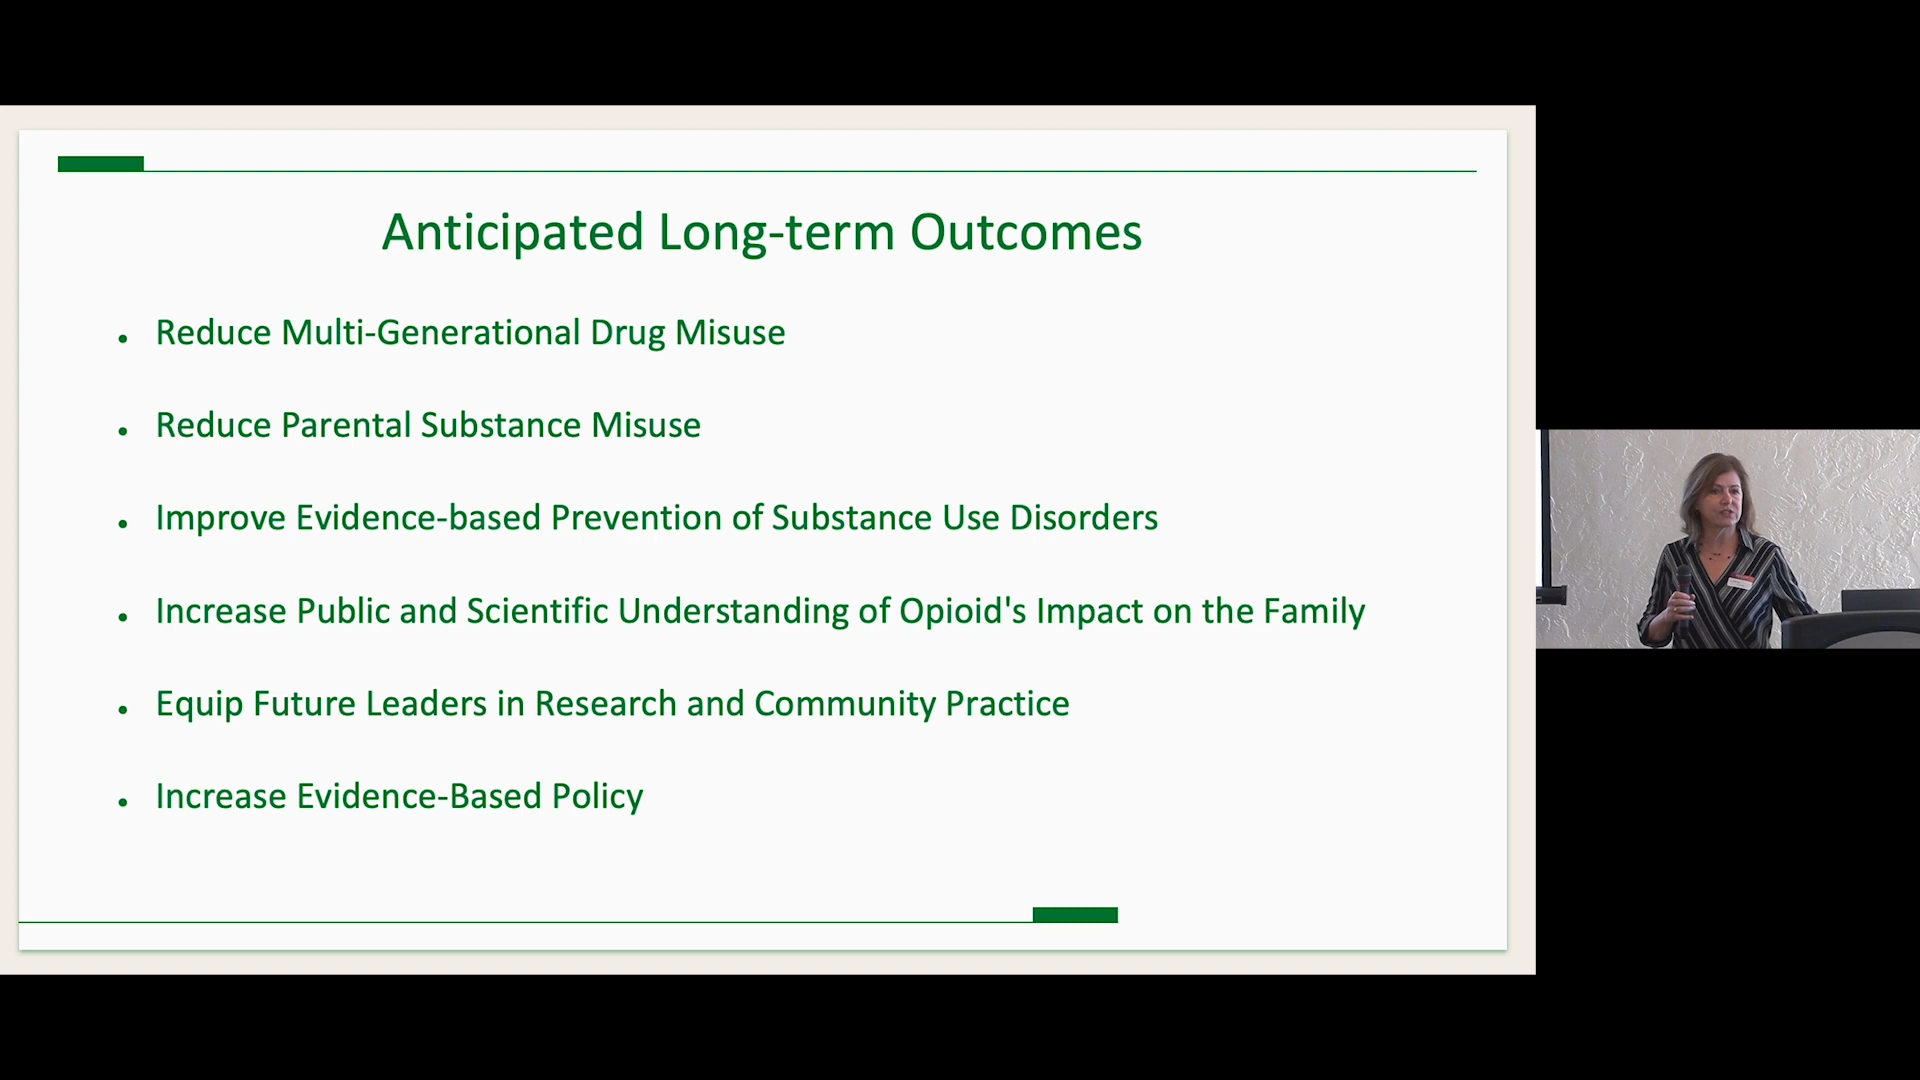 Anticipated Long-term Outcomes
• Reduce Multi-Generational Drug Misuse
• Reduce Parental Substance Misuse
• Improve Evidence-based Prevention of Substance Use Disorders
• Increase Public and Scientific Understanding of Opioid's Impact on the Family
• Equip Future Leaders in Research and Community Practice
• Increase Evidence-Based Policy